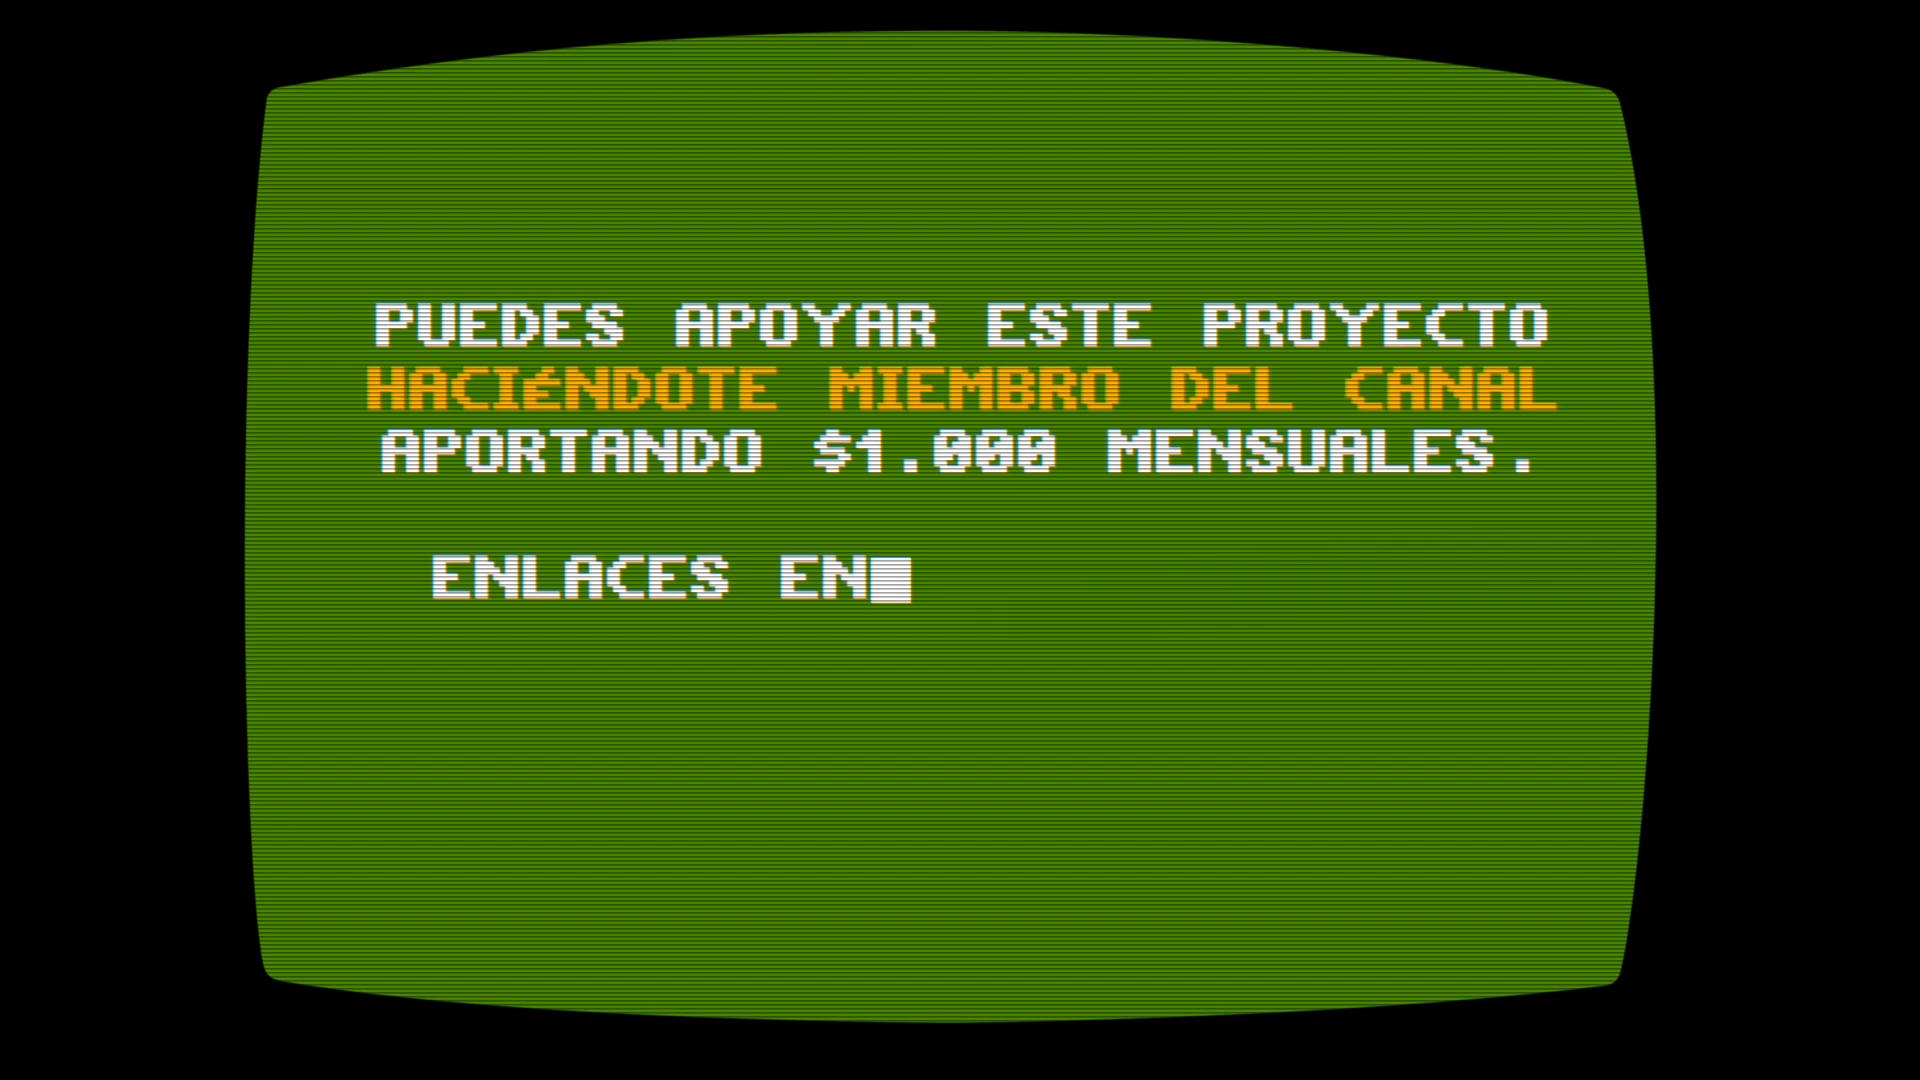 PUEDES APOYAR ESTE PROYECTO
HACIÉNDOTE MIEMBRO DEL CANAL
APORTANDO $1.000 MENSUALES.
ENLACES EN